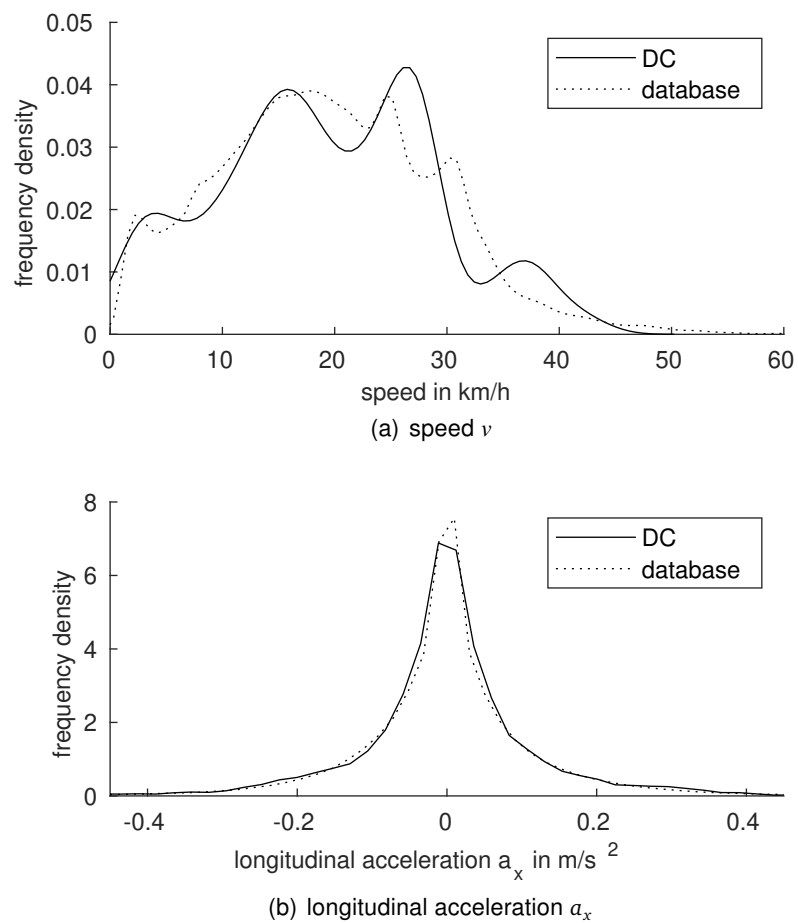 0.05
DC
database
0.04
0.03
0.02
0.01
0
frequency density
0 10 20 30 40 50 60
speed in km/h
(a) speed v
8
DC
database
6
4
2
0
frequency density
-0.4 -0.2 0 0.2 0.4
longitudinal acceleration a_x in m/s 2
(b) longitudinal acceleration ax